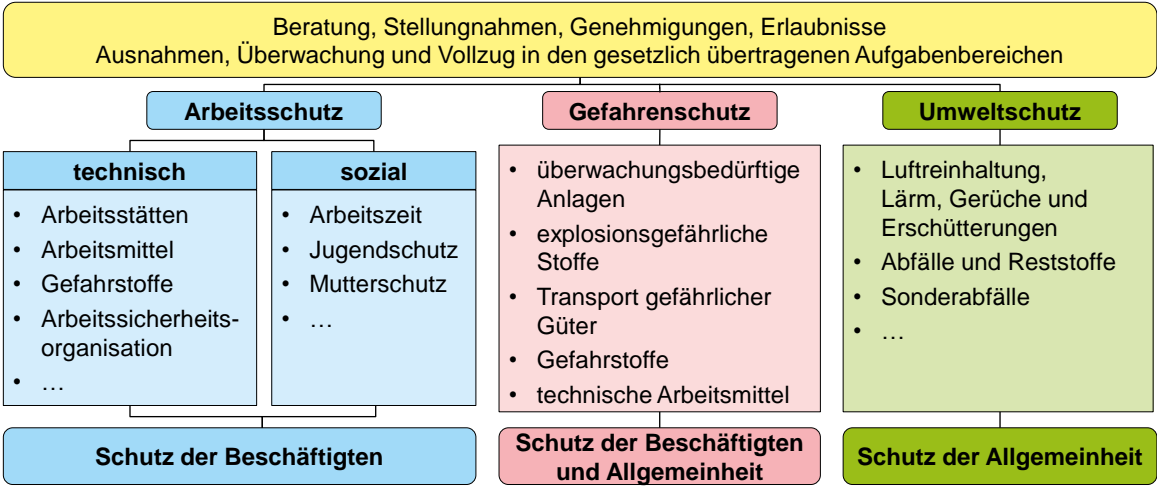 Beratung, Stellungnahmen, Genehmigungen, Erlaubnisse
Ausnahmen, Überwachung und Vollzug in den gesetzlich übertragenen Aufgabenbereichen
Arbeitsschutz
technisch
• Arbeitsstätten
• Arbeitsmittel
• Gefahrstoffe
• Arbeitssicherheits-
organisation
• …
sozial
• Arbeitszeit
• Jugendschutz
• Mutterschutz
• …
Schutz der Beschäftigten
Gefahrenschutz
• überwachungsbedürftige
Anlagen
• explosionsgefährliche
Stoffe
• Transport gefährlicher
Güter
• Gefahrstoffe
• technische Arbeitsmittel
Schutz der Beschäftigten
und Allgemeinheit
Umweltschutz
• Luftreinhaltung,
Lärm, Gerüche und
Erschütterungen
• Abfälle und Reststoffe
• Sonderabfälle
• …
Schutz der Allgemeinheit